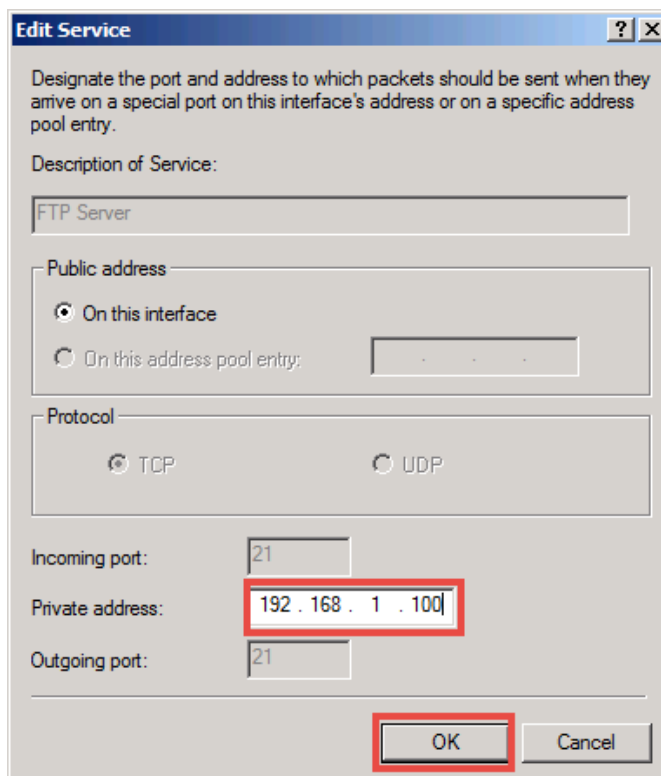 Edit Service
Designate the port and address to which packets should be sent when they
arrive on a special port on this interface's address or on a specific address
pool entry.
Description of Service:
FTP Server
Public address
On this interface
On this address pool entry: . . .
Protocol
TCP UDP
Incoming port: 21
Private address: 192 . 168 . 1 . 100
Outgoing port: 21
OK Cancel